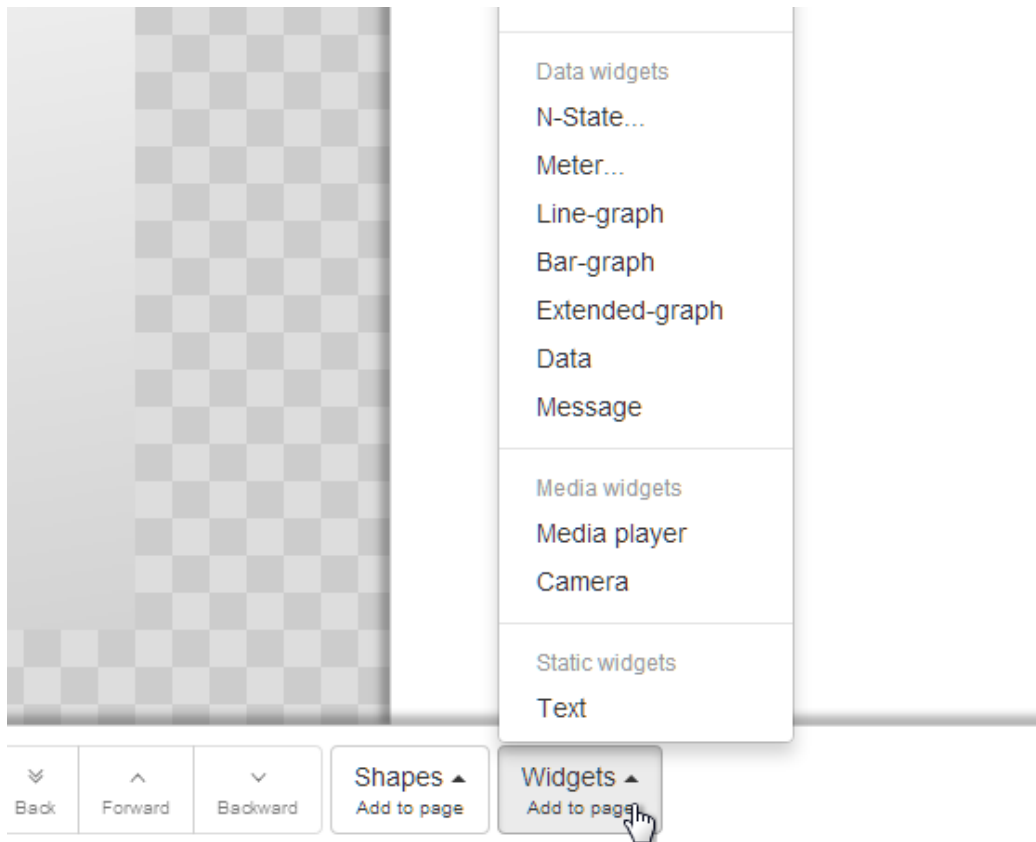 Data widgets
N-State...
Meter...
Line-graph
Bar-graph
Extended-graph
Data
Message
Media widgets
Media player
Camera
Static widgets
Text
Back
Forward
Backward
Shapes
Add to page
Widgets
Add to page